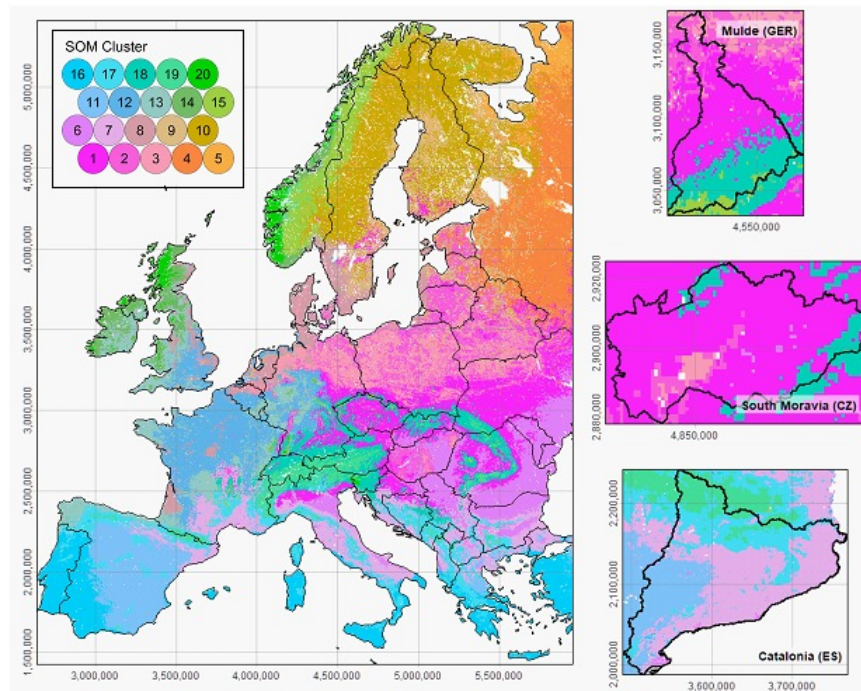 SOM Cluster
16 17 18 19 20
11 12 13 14 15
6 7 8 9 10
1 2 3 4 5
5,000,000
4,500,000
4,000,000
3,500,000
3,000,000
2,500,000
2,000,000
1,500,000
3,000,000 3,500,000 4,000,000 4,500,000 5,000,000 5,500,000
Mulde (GER)
3,150,000
3,100,000
3,050,000
4,550,000
2,920,000
2,900,000
2,880,000
South Moravia (CZ)
4,850,000
2,200,000
2,100,000
2,000,000
Catalonia (ES)
3,600,000 3,700,000